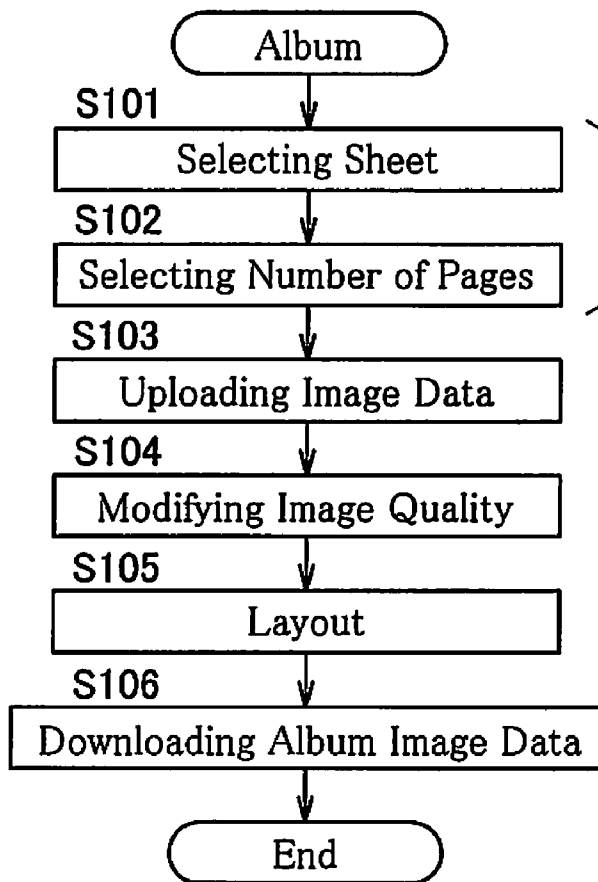 Album
S101
Selecting Sheet
S102
Selecting Number of Pages
S103
Uploading Image Data
S104
Modifying Image Quality
S105
Layout
S106
Downloading Album Image Data
End